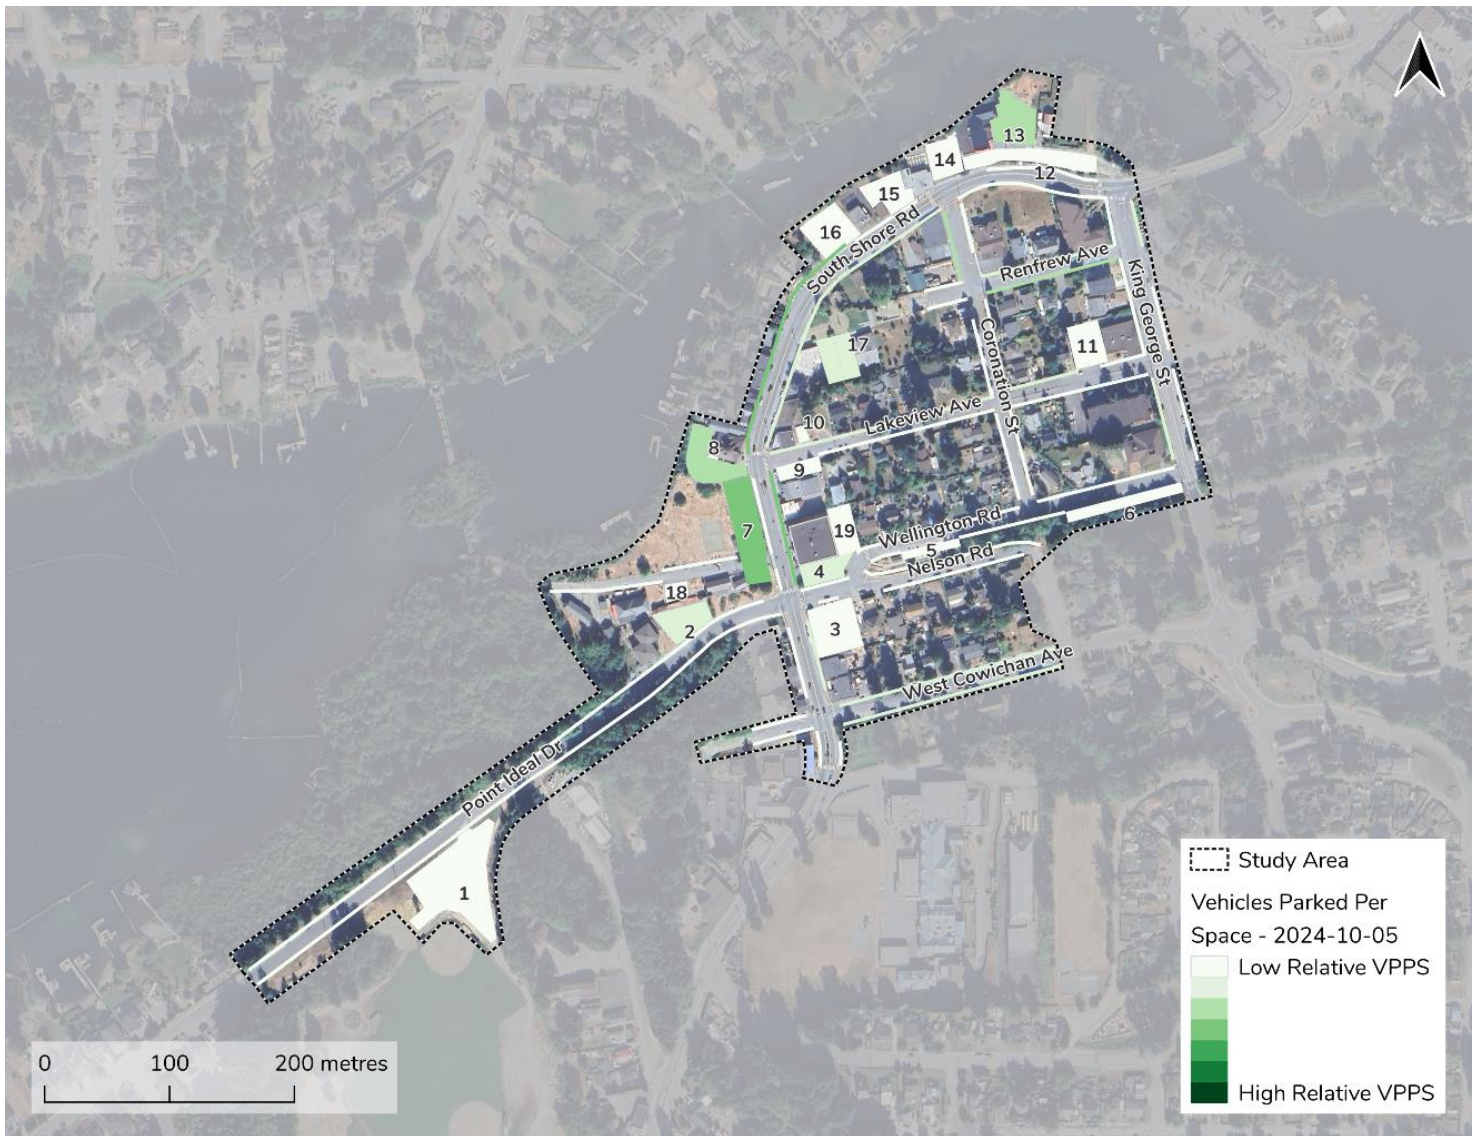 13
14
12
15
16
South Shore Rd
Renfrew Ave
King George St
17
11
Coronation St
10
Lakeview Ave
8
9
7
19
Wellington Rd
6
5
Nelson Rd
4
18
2
3
West Cowichan Ave
Point Ideal Dr
1
Study Area
Vehicles Parked Per
Space - 2024-10-05
Low Relative VPPS
High Relative VPPS
0 100 200 metres